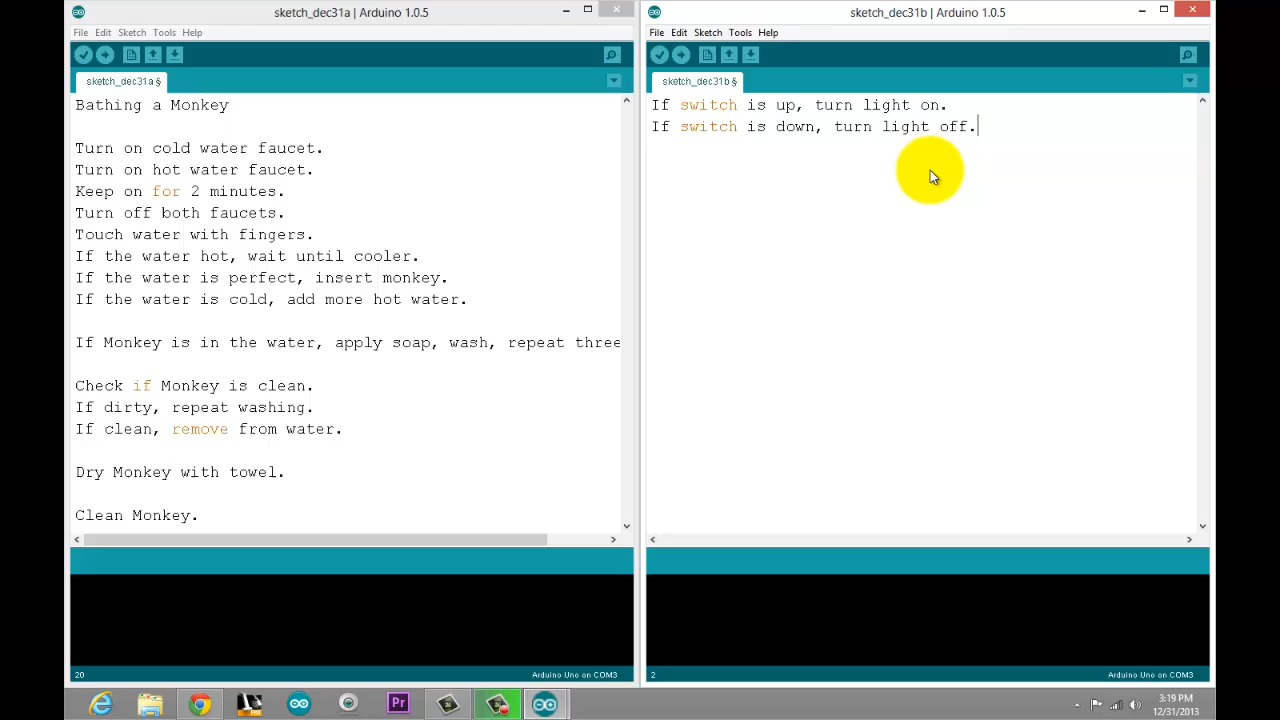 sketch_dec31a | Arduino 1.0.5
File Edit Sketch Tools Help
sketch_dec31a §
Bathing a Monkey
Turn on cold water faucet.
Turn on hot water faucet.
Keep on for 2 minutes.
Turn off both faucets.
Touch water with fingers.
If the water hot, wait until cooler.
If the water is perfect, insert monkey.
If the water is cold, add more hot water.
If Monkey is in the water, apply soap, wash, repeat three
Check if Monkey is clean.
If dirty, repeat washing.
If clean, remove from water.
Dry Monkey with towel.
Clean Monkey.
20
Arduino Uno on COM3
sketch_dec31b | Arduino 1.0.5
File Edit Sketch Tools Help
sketch_dec31b §
If switch is up, turn light on.
If switch is down, turn light off.
2
Arduino Uno on COM3
Pr
3:19 PM
12/31/2013